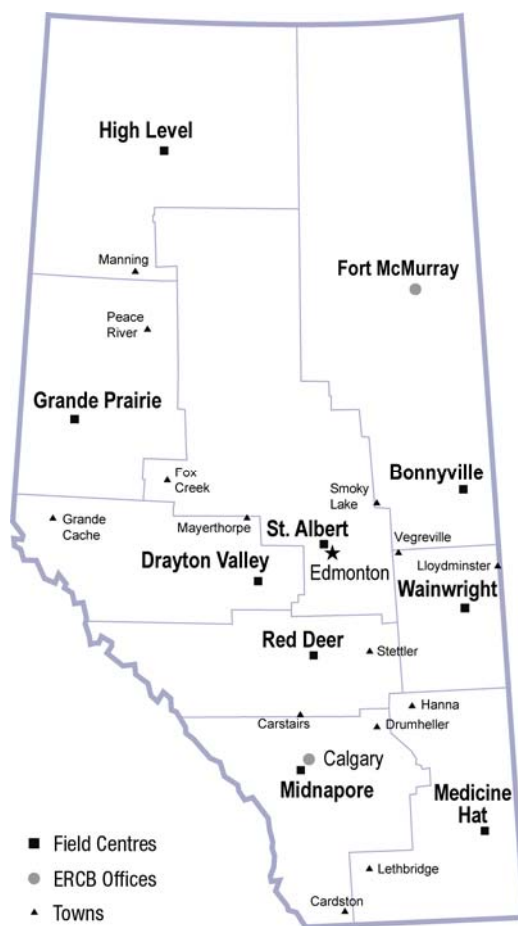 High Level
Manning
Fort McMurray
Peace
River
Grande Prairie
Fox
Creek
Bonnyville
Smoky
Lake
Grande
Cache
Mayerthorpe
St. Albert
Vegreville
Drayton Valley
Edmonton
Lloydminster
Wainwright
Red Deer
Stettler
Hanna
Carstairs
Drumheller
Calgary
Midnapore
Medicine
Hat
Field Centres
ERCB Offices
Lethbridge
Cardston
Towns